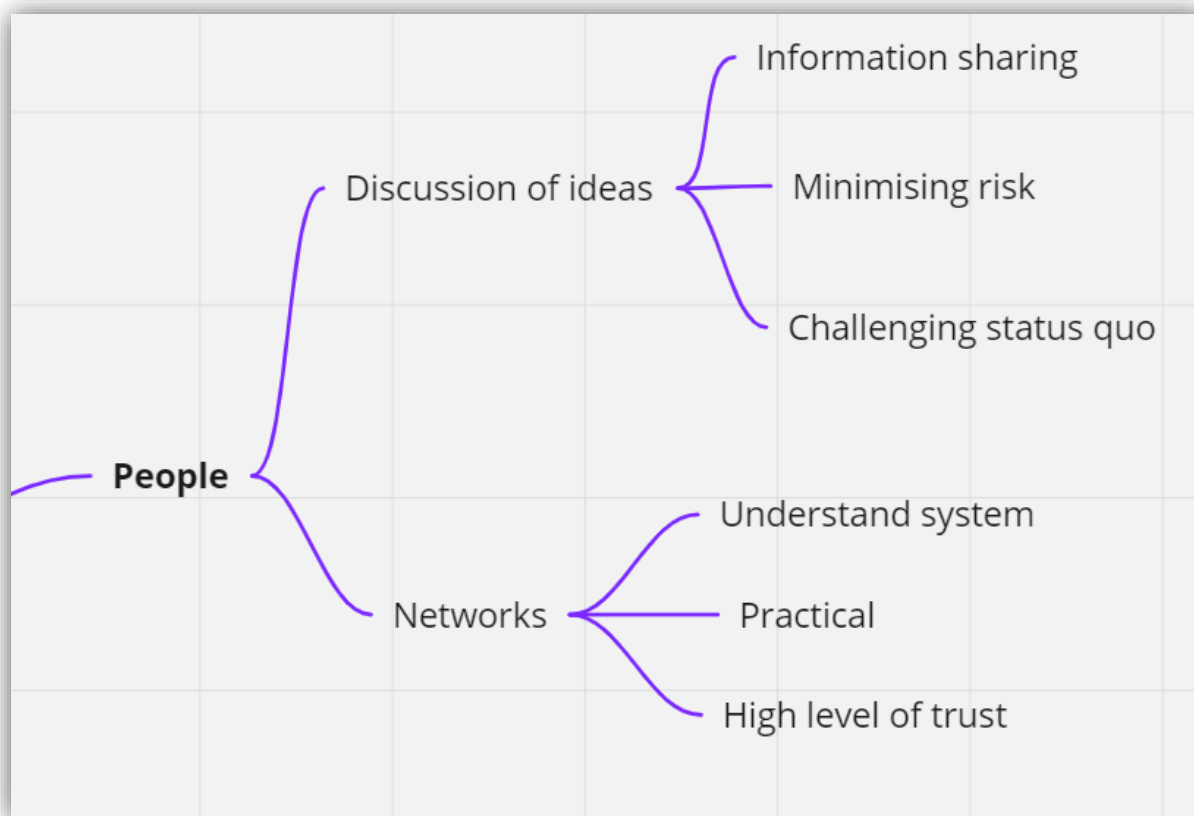 Information sharing
Discussion of ideas
Minimising risk
Challenging status quo
People
Understand system
Networks
Practical
High level of trust